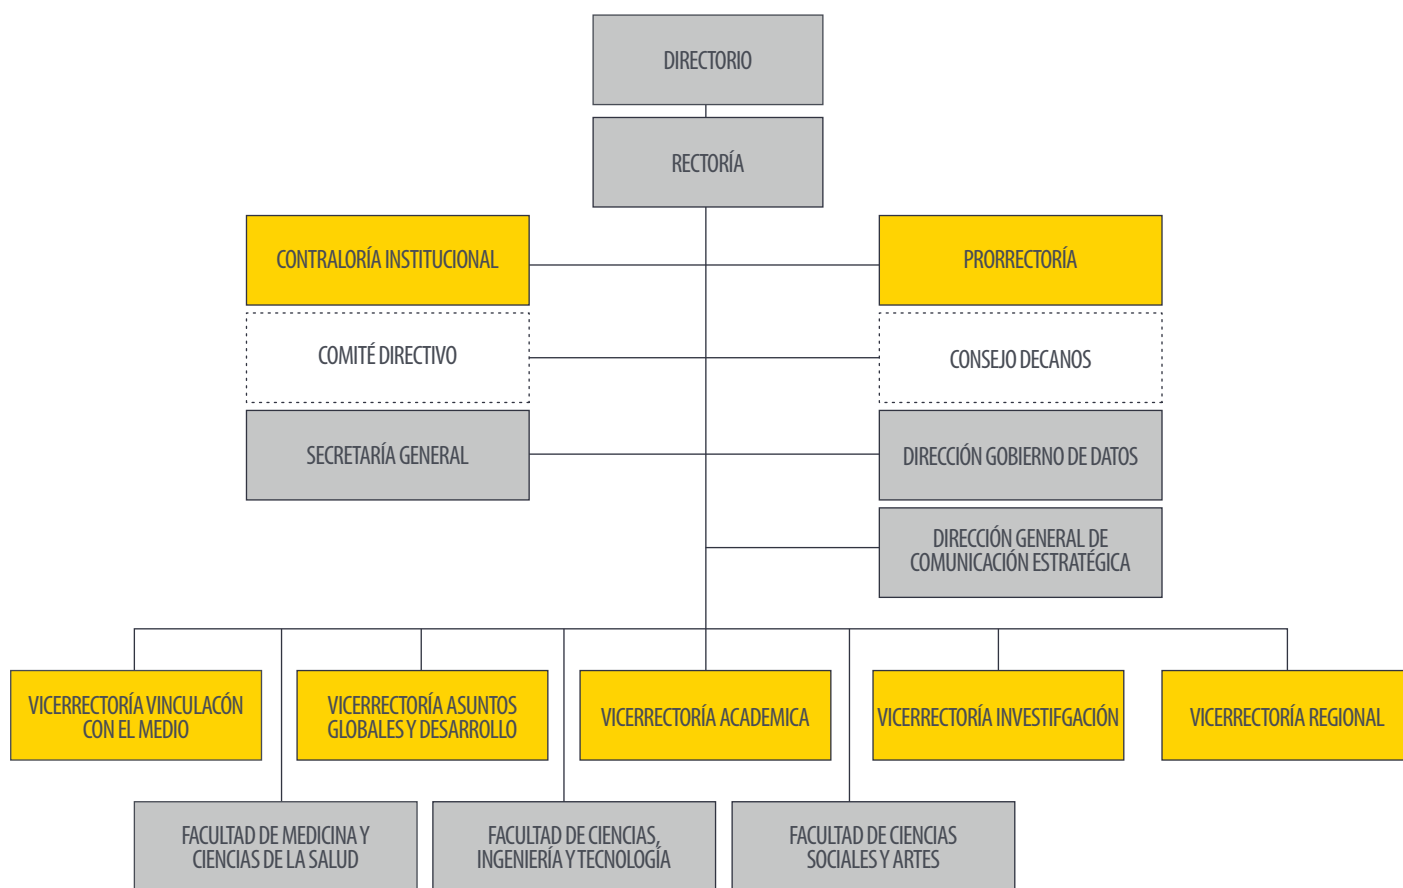 DIRECTORIO
RECTORÍA
CONTRALORÍA INSTITUCIONAL
PRORRECTORÍA
COMITÉ DIRECTIVO
CONSEJO DECANOS
SECRETARÍA GENERAL
DIRECCIÓN GOBIERNO DE DATOS
DIRECCIÓN GENERAL DE
COMUNICACIÓN ESTRATÉGICA
VICERRECTORÍA VINCULACÓN
CON EL MEDIO
VICERRECTORÍA ASUNTOS
GLOBALES Y DESARROLLO
VICERRECTORÍA ACADEMICA
VICERRECTORÍA INVESTIFGACIÓN
VICERRECTORÍA REGIONAL
FACULTAD DE MEDICINA Y
CIENCIAS DE LA SALUD
FACULTAD DE CIENCIAS,
INGENIERÍA Y TECNOLOGÍA
FACULTAD DE CIENCIAS
SOCIALES Y ARTES